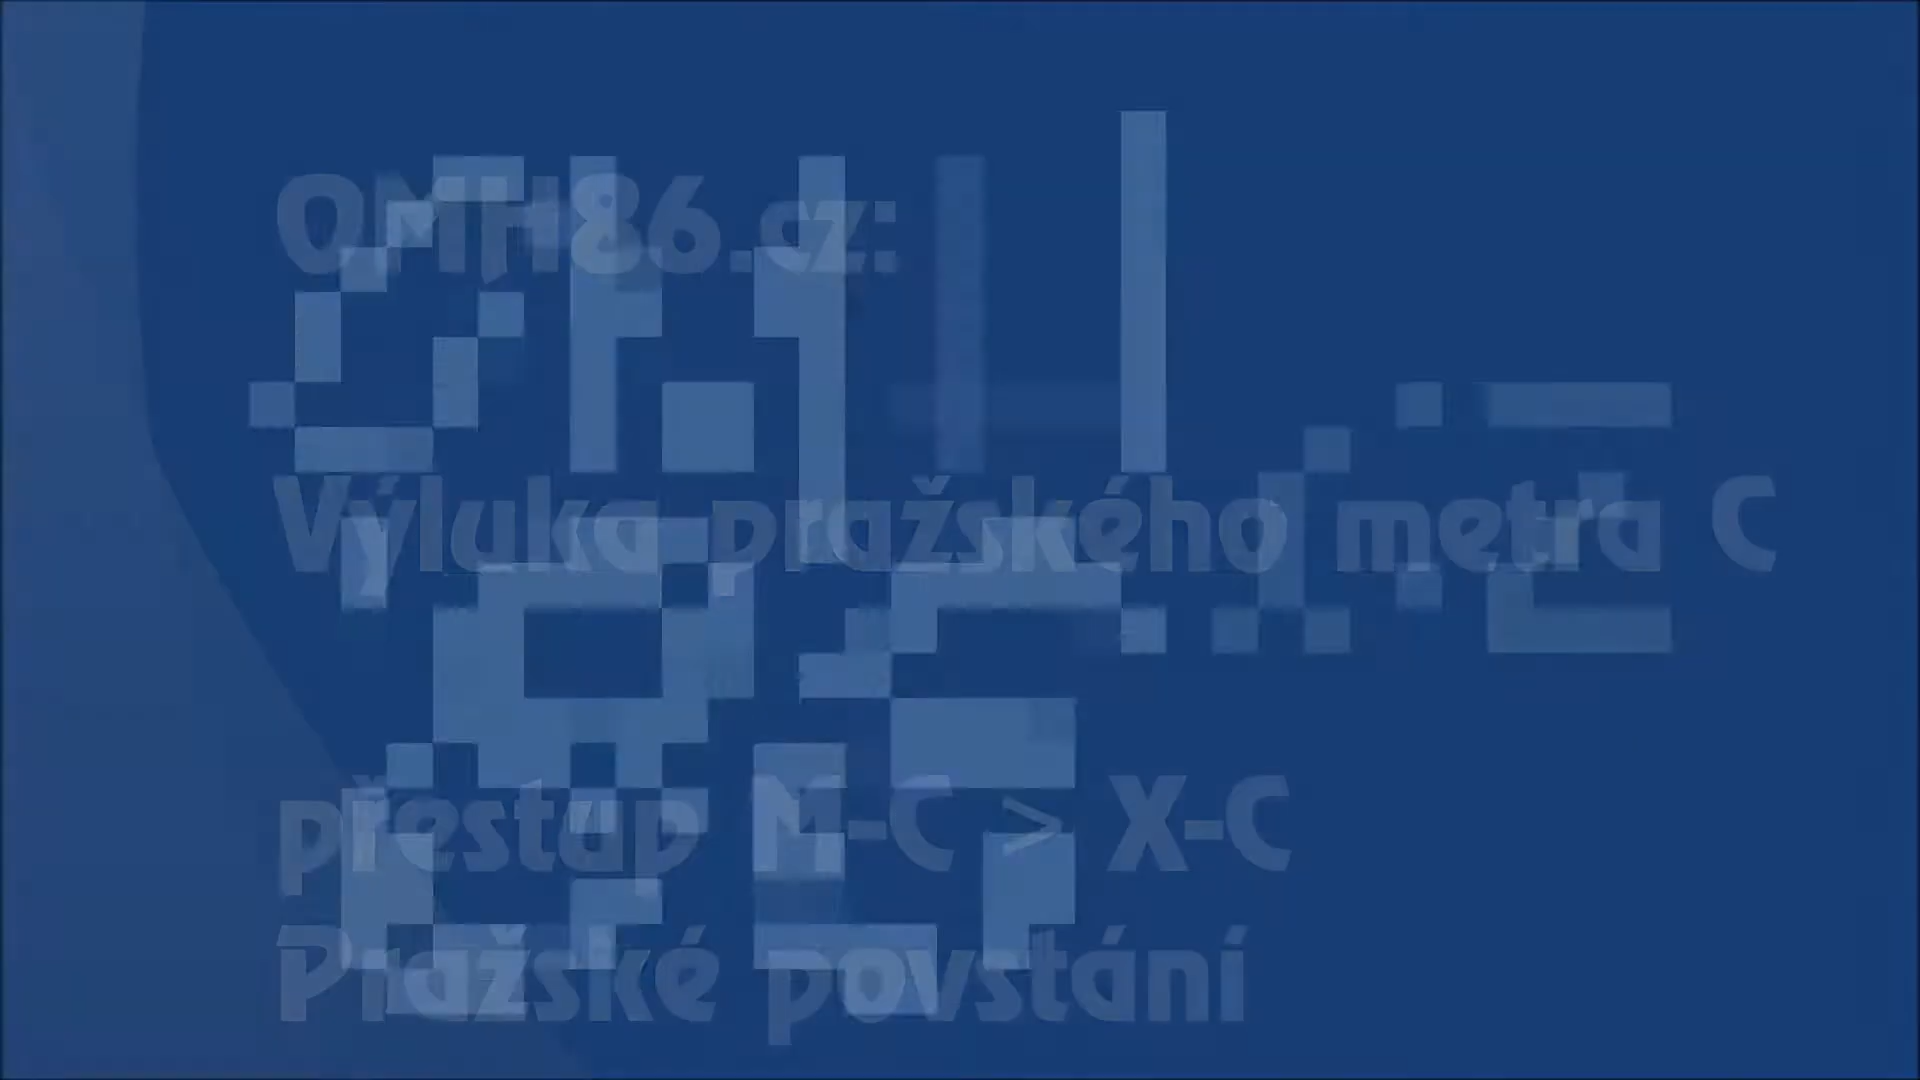 OMH86.cz:
Výluka pražského metra C
přestup M-C > X-C
Pražské povstání